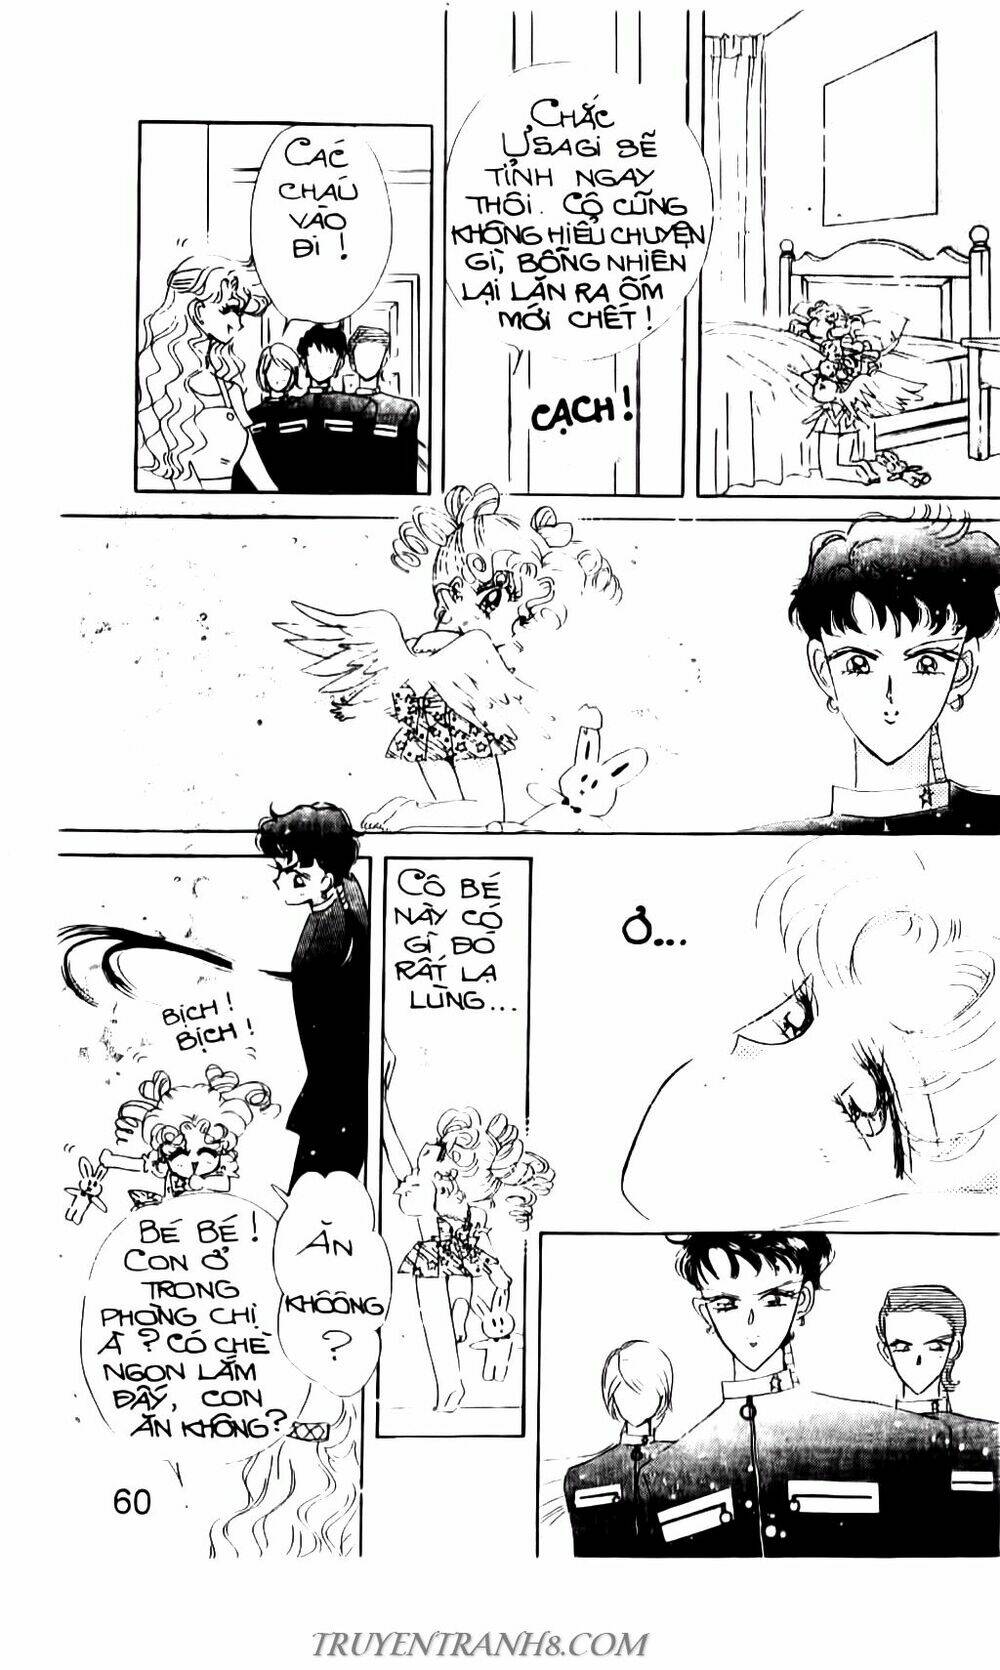 CÁC
CHÁU
VÀO
ĐI !
CHẮC
USAGI SẼ
TỈNH NGAY
THÔI. CÔ CŨNG
KHÔNG HIỂU CHUYỆN
GÌ, BỖNG NHIÊN
LẠI LĂN RA ỐM
MỚI CHẾT !
CẠCH !
BỊCH !
BỊCH !
BÉ BÉ !
CON Ở
TRONG
PHÒNG CHỊ
À ? CÓ CHÈ
NGON LẮM
ĐẤY, CON
ĂN KHÔNG?
ĂN
KHÔÔNG
?
CÔ BÉ
NÀY CÓ
GÌ ĐÓ
RẤT LẠ
LÙNG...
Ơ...
60
TRUYENTRANH8.COM